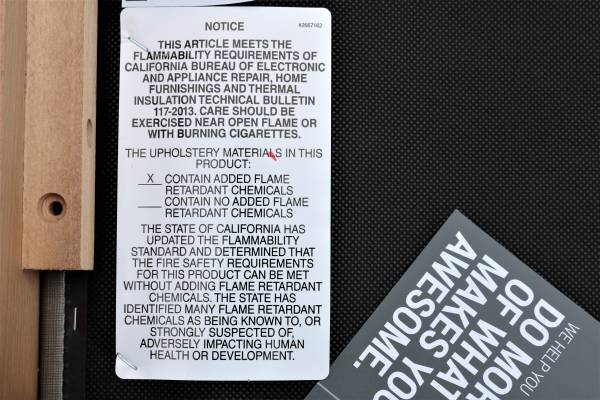 NOTICE
THIS ARTICLE MEETS THE
FLAMMABILITY REQUIREMENTS OF
CALIFORNIA BUREAU OF ELECTRONIC
AND APPLIANCE REPAIR, HOME
FURNISHINGS AND THERMAL
INSULATION TECHNICAL BULLETIN
117-2013. CARE SHOULD BE
EXERCISED NEAR OPEN FLAME OR
WITH BURNING CIGARETTES.
THE UPHOLSTERY MATERIALS IN THIS
PRODUCT:
X CONTAIN ADDED FLAME
RETARDANT CHEMICALS
___ CONTAIN NO ADDED FLAME
RETARDANT CHEMICALS
THE STATE OF CALIFORNIA HAS
UPDATED THE FLAMMABILITY
STANDARD AND DETERMINED THAT
THE FIRE SAFETY REQUIREMENTS
FOR THIS PRODUCT CAN BE MET
WITHOUT ADDING FLAME RETARDANT
CHEMICALS. THE STATE HAS
IDENTIFIED MANY FLAME RETARDANT
CHEMICALS AS BEING KNOWN TO, OR
STRONGLY SUSPECTED OF,
ADVERSELY IMPACTING HUMAN
HEALTH OR DEVELOPMENT.
WE HELP YOU
DO MOR
OF WHAT
MAKES YO
AWESOME.